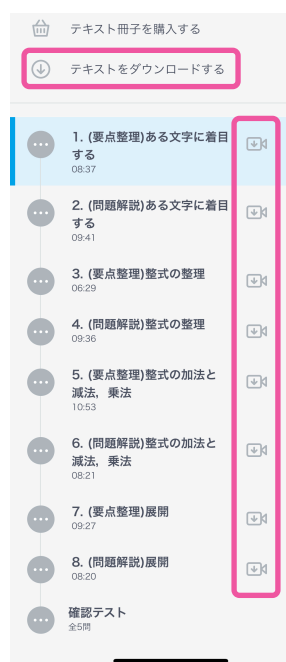 テキスト冊子を購入する
テキストをダウンロードする
1. (要点整理)ある文字に着目
する
08:37
2. (問題解説)ある文字に着目
する
09:41
3. (要点整理)整式の整理
06:29
4. (問題解説)整式の整理
09:36
5. (要点整理)整式の加法と
減法，乗法
10:53
6. (問題解説)整式の加法と
減法，乗法
08:21
7. (要点整理)展開
09:27
8. (問題解説)展開
08:20
確認テスト
全5問